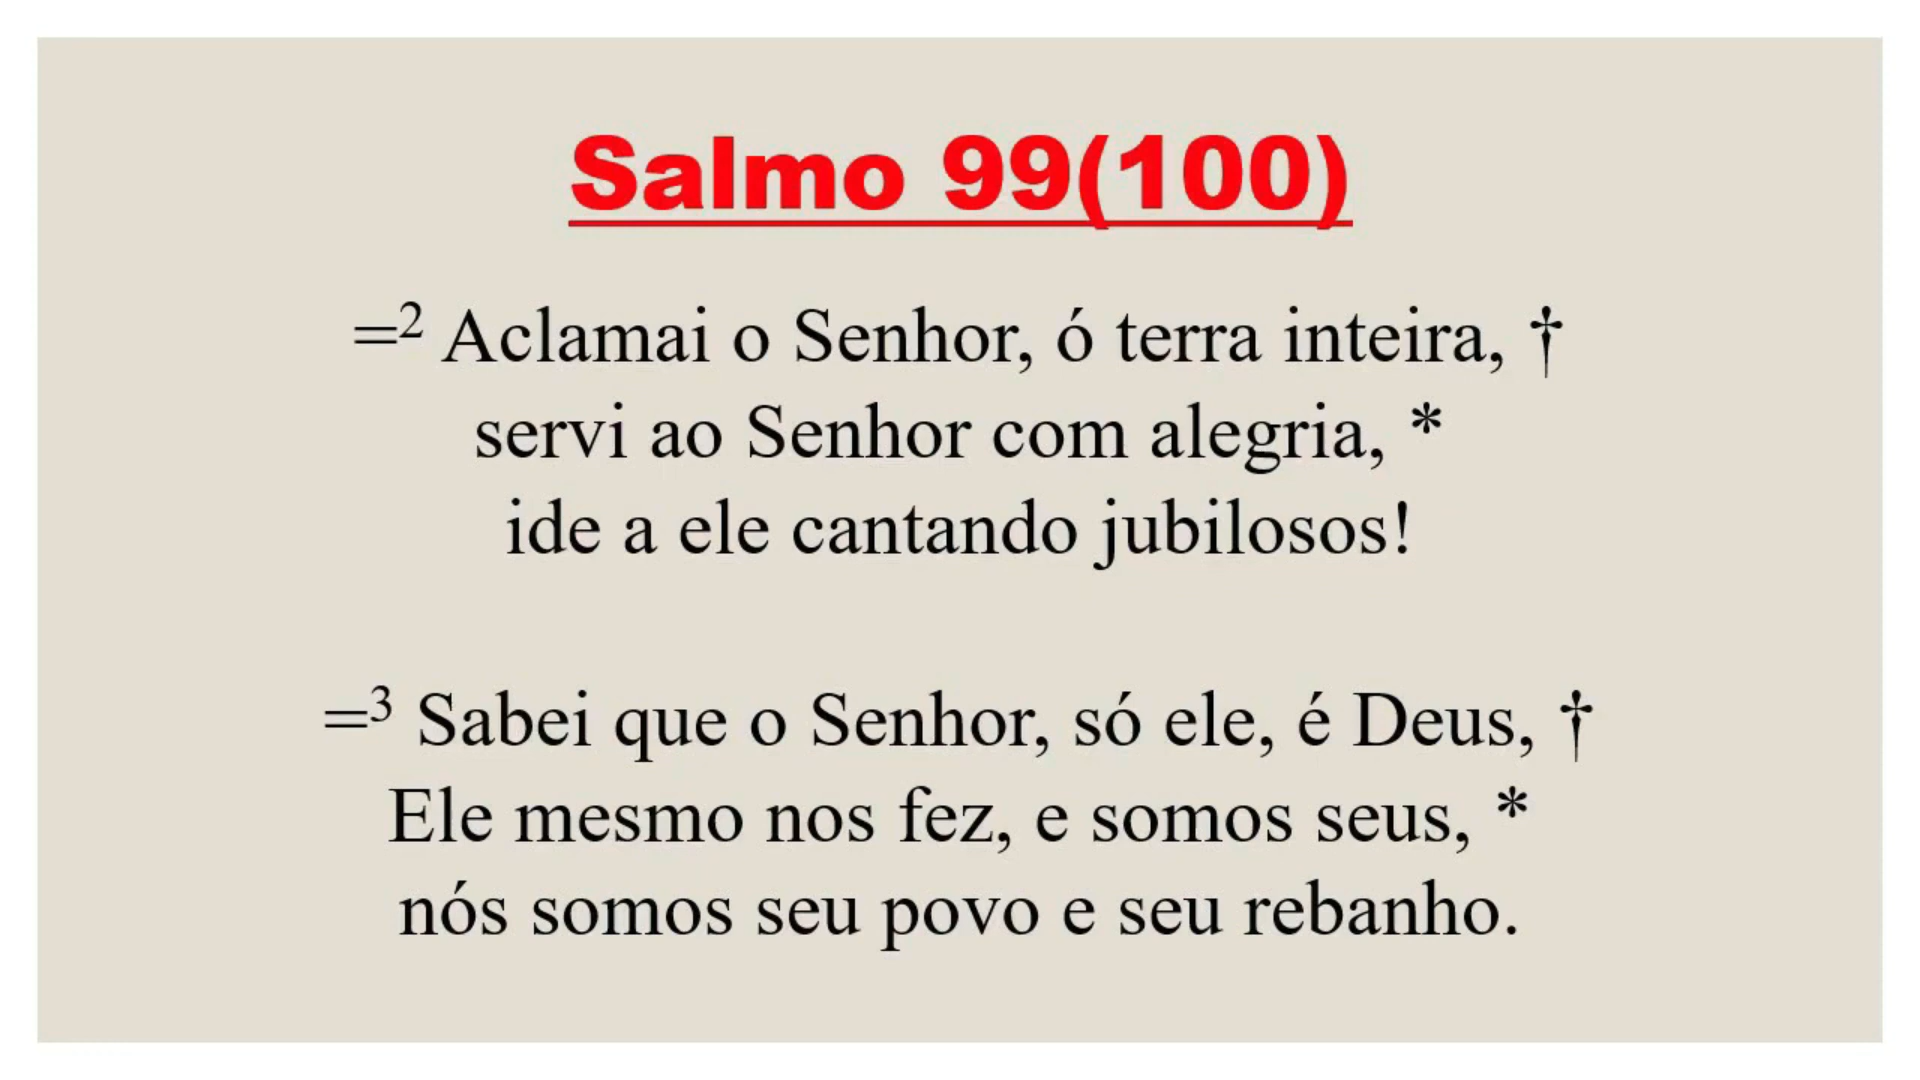 Salmo 99(100)
=² Aclamai o Senhor, ó terra inteira, †
servi ao Senhor com alegria, *
ide a ele cantando jubilosos!
=³ Sabei que o Senhor, só ele, é Deus, †
Ele mesmo nos fez, e somos seus, *
nós somos seu povo e seu rebanho.